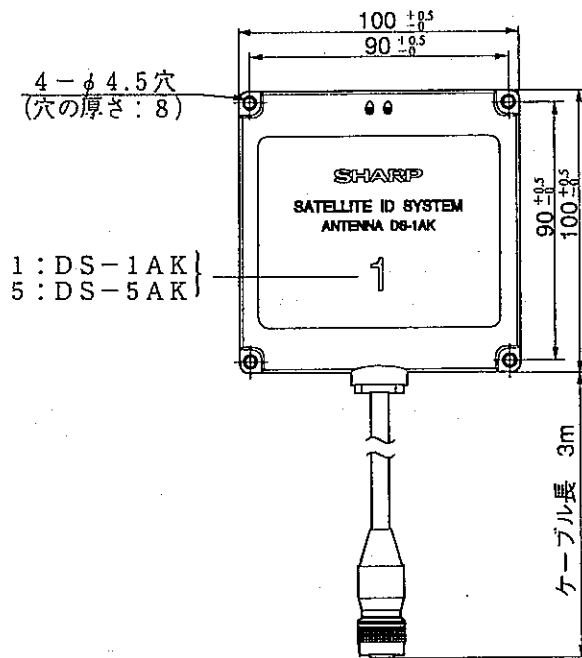 100 +0.5 -0
90 +0.5 -0
4-φ4.5穴
(穴の厚さ:8)
SHARP
SATELLITE ID SYSTEM
ANTENNA DS-1AK
1
1:DS-1AK
5:DS-5AK
90 +0.5 -0
100 +0.5 -0
ケーブル長 3m